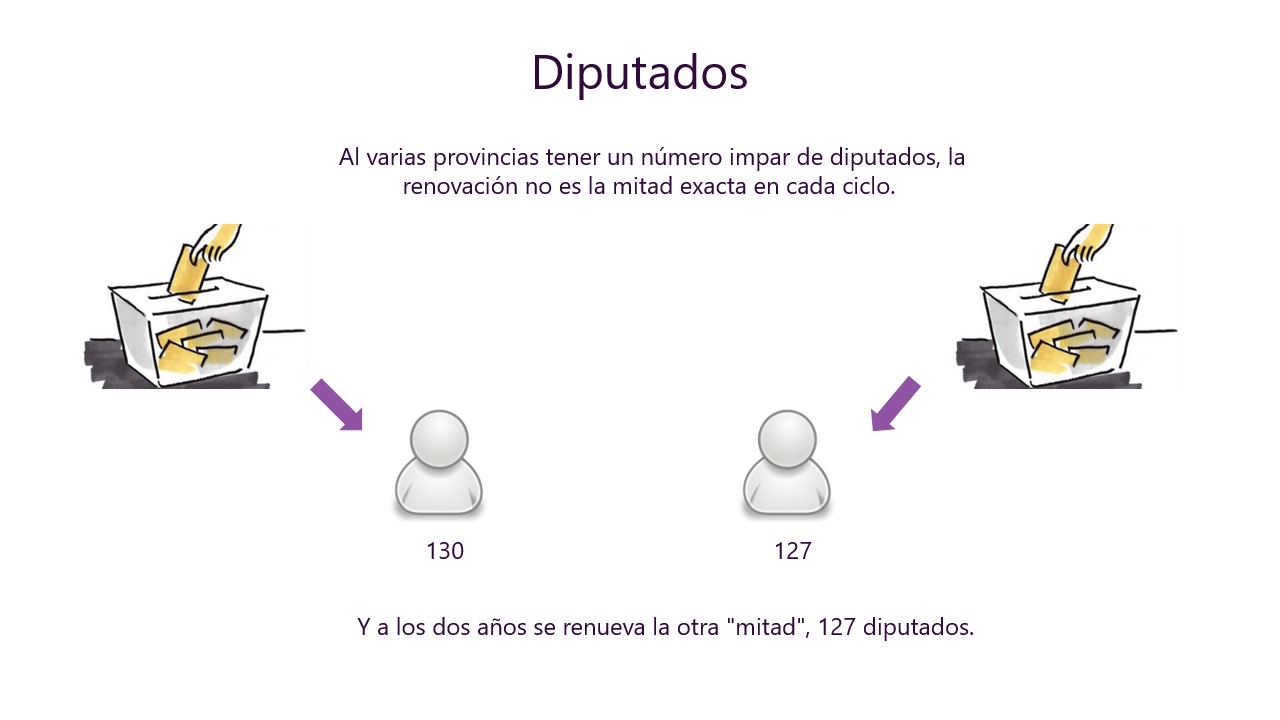 Diputados
Al varias provincias tener un número impar de diputados, la
renovación no es la mitad exacta en cada ciclo.
130
127
Y a los dos años se renueva la otra "mitad", 127 diputados.